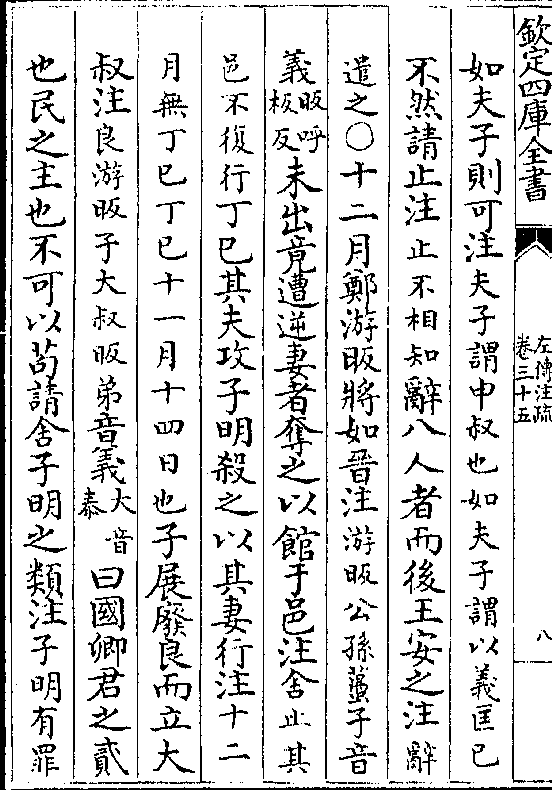 欽定四庫全書
左傳注疏
卷三十五
八
如夫子則可注夫子謂申叔也如夫子謂以義匡已
不然請止注止不相知辭八人者而後王安之注辭
遣之〇十二月鄭游眅將如晉注游眅公孫蠆子音
義眅呼板反未出竟遭逆妻者奪之以館于邑注舍止其
邑不復行丁巳其夫攻子明殺之以其妻行注十二
月無丁巳丁巳十一月十四日也子展廢良而立大
叔注良游眅子大叔眅弟音義大音泰曰國卿君之貳
也民之主也不可以苟請舍子明之類注子明有罪